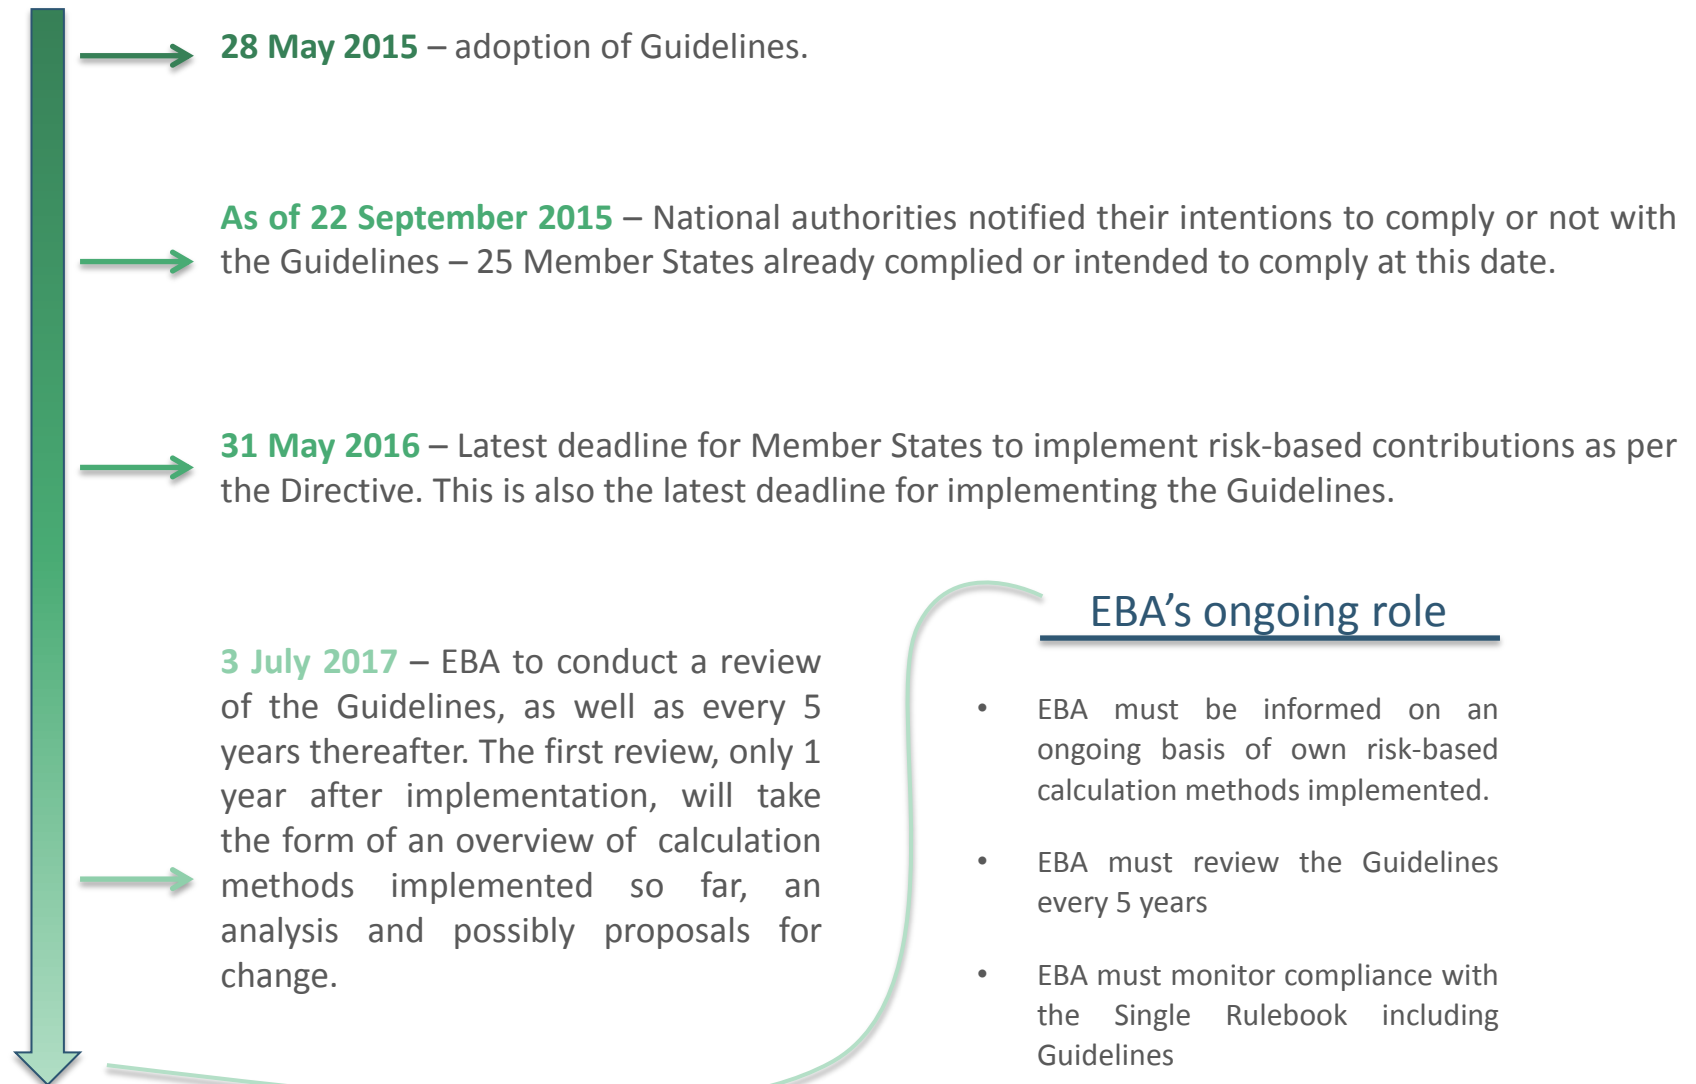 28 May 2015 – adoption of Guidelines.
As of 22 September 2015 – National authorities notified their intentions to comply or not with
the Guidelines – 25 Member States already complied or intended to comply at this date.
31 May 2016 – Latest deadline for Member States to implement risk-based contributions as per
the Directive. This is also the latest deadline for implementing the Guidelines.
3 July 2017 – EBA to conduct a review
of the Guidelines, as well as every 5
years thereafter. The first review, only 1
year after implementation, will take
the form of an overview of calculation
methods implemented so far, an
analysis and possibly proposals for
change.
EBA's ongoing role
• EBA must be informed on an
ongoing basis of own risk-based
calculation methods implemented.
• EBA must review the Guidelines
every 5 years
• EBA must monitor compliance with
the Single Rulebook including
Guidelines